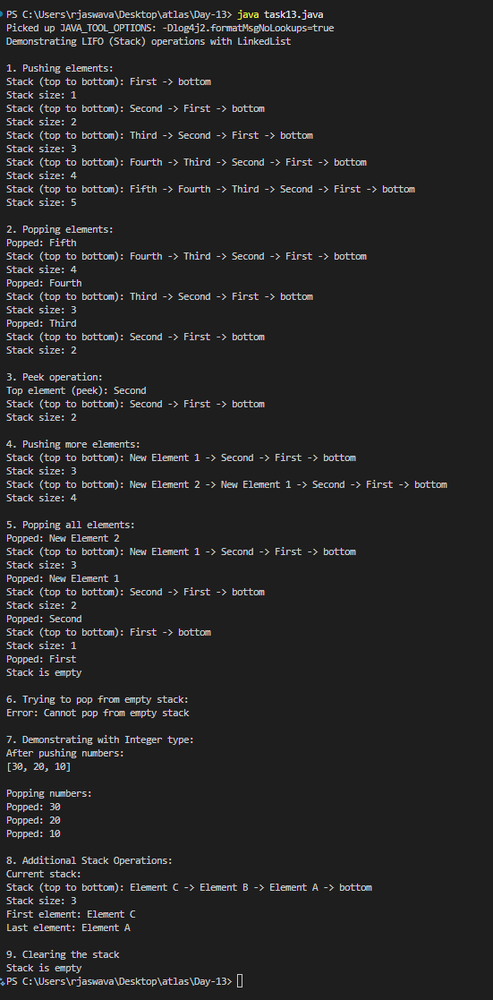 PS C:\Users\rjaswava\Desktop\atlas\Day-13> java task13.java
Picked up JAVA_TOOL_OPTIONS: -Dlog4j2.formatMsgNoLookups=true
Demonstrating LIFO (Stack) operations with LinkedList
1. Pushing elements:
Stack (top to bottom): First -> bottom
Stack size: 1
Stack (top to bottom): Second -> First -> bottom
Stack size: 2
Stack (top to bottom): Third -> Second -> First -> bottom
Stack size: 3
Stack (top to bottom): Fourth -> Third -> Second -> First -> bottom
Stack size: 4
Stack (top to bottom): Fifth -> Fourth -> Third -> Second -> First -> bottom
Stack size: 5
2. Popping elements:
Popped: Fifth
Stack (top to bottom): Fourth -> Third -> Second -> First -> bottom
Stack size: 4
Popped: Fourth
Stack (top to bottom): Third -> Second -> First -> bottom
Stack size: 3
Popped: Third
Stack (top to bottom): Second -> First -> bottom
Stack size: 2
3. Peek operation:
Top element (peek): Second
Stack (top to bottom): Second -> First -> bottom
Stack size: 2
4. Pushing more elements:
Stack (top to bottom): New Element 1 -> Second -> First -> bottom
Stack size: 3
Stack (top to bottom): New Element 2 -> New Element 1 -> Second -> First -> bottom
Stack size: 4
5. Popping all elements:
Popped: New Element 2
Stack (top to bottom): New Element 1 -> Second -> First -> bottom
Stack size: 3
Popped: New Element 1
Stack (top to bottom): Second -> First -> bottom
Stack size: 2
Popped: Second
Stack (top to bottom): First -> bottom
Stack size: 1
Popped: First
Stack is empty
6. Trying to pop from empty stack:
Error: Cannot pop from empty stack
7. Demonstrating with Integer type:
After pushing numbers:
[30, 20, 10]
Popping numbers:
Popped: 30
Popped: 20
Popped: 10
8. Additional Stack Operations:
Current stack:
Stack (top to bottom): Element C -> Element B -> Element A -> bottom
Stack size: 3
First element: Element C
Last element: Element A
9. Clearing the stack
Stack is empty
PS C:\Users\rjaswava\Desktop\atlas\Day-13>